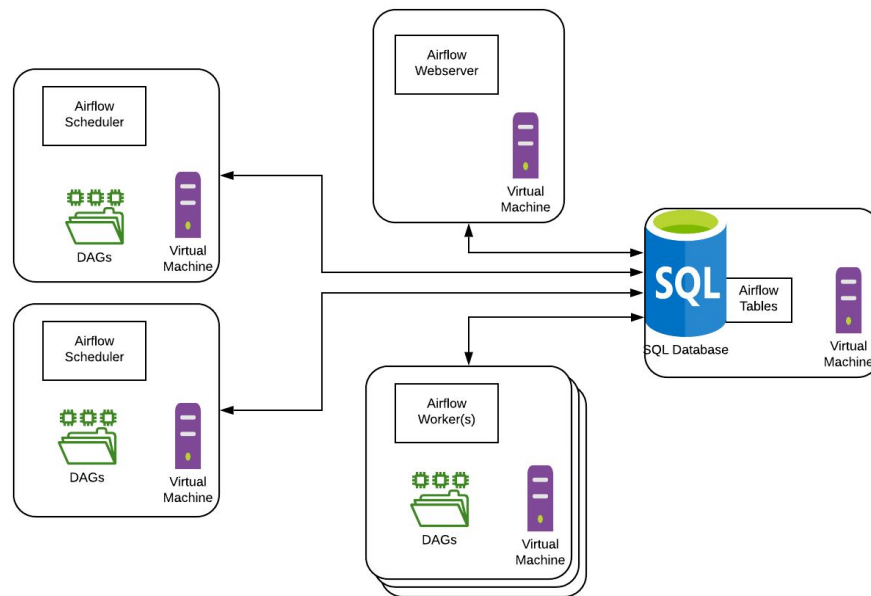 Airflow
Scheduler
DAGs
Virtual
Machine
Airflow
Webserver
Virtual
Machine
SQL
Airflow
Tables
SQL Database
Virtual
Machine
Airflow
Scheduler
DAGs
Virtual
Machine
Airflow
Worker(s)
DAGs
Virtual
Machine